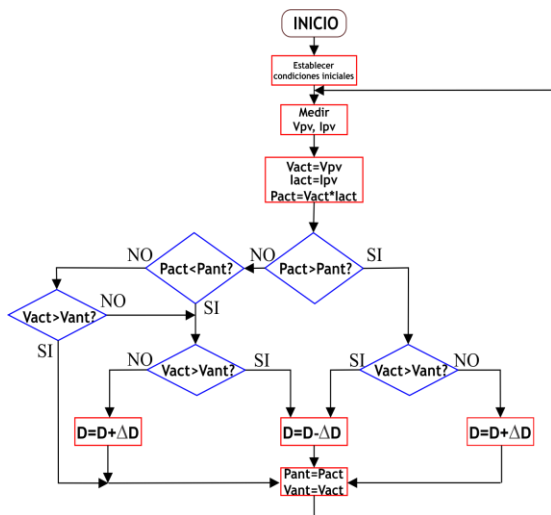 INICIO
Establecer
condiciones iniciales
Medir
Vpv, Ipv
Vact=Vpv
Iact=Ipv
Pact=Vact*Iact
NO
Pact<Pant?
NO
Pact>Pant?
SI
Vact>Vant?
NO
SI
SI
NO
Vact>Vant?
SI
SI
Vact>Vant?
NO
D=D+ΔD
D=D-ΔD
D=D+ΔD
Pant=Pact
Vant=Vact